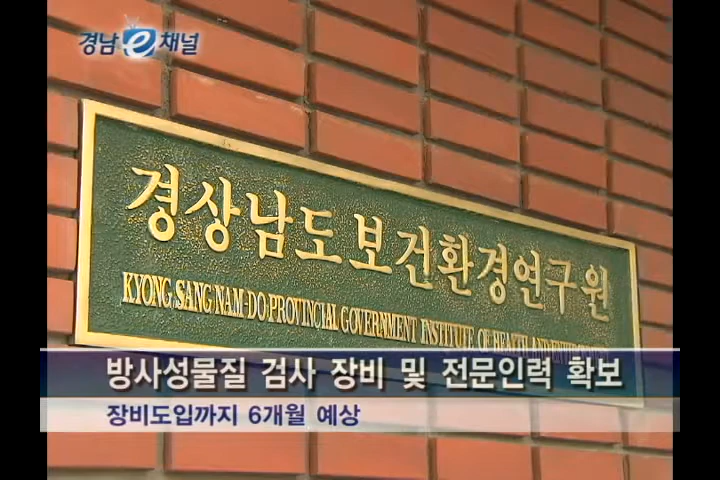 경남 e 채널
경상남도보건환경연구원
KYONG SANG NAM-DO PROVINCIAL GOVERNMENT INSTITUTE OF HEALTH AND
방사성물질 검사 장비 및 전문인력 확보
장비도입까지 6개월 예상